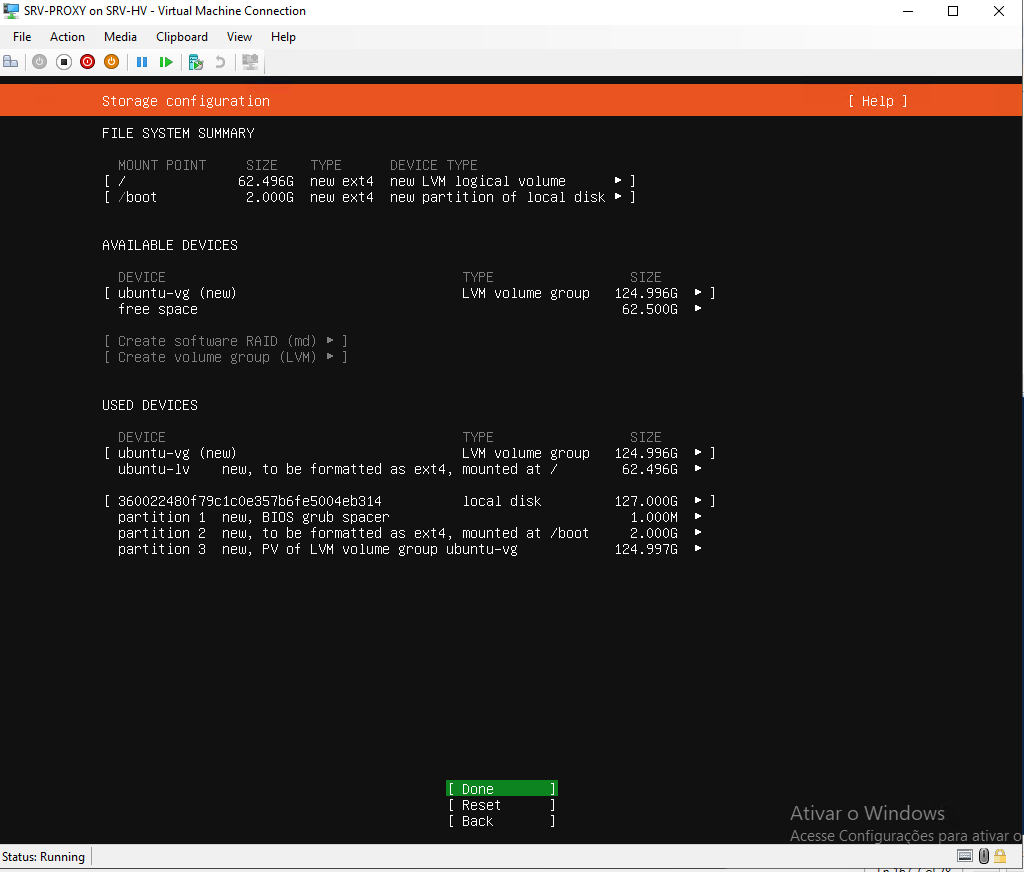 SRV-PROXY on SRV-HV - Virtual Machine Connection
File Action Media Clipboard View Help
Storage configuration [ Help ]
FILE SYSTEM SUMMARY
MOUNT POINT SIZE TYPE DEVICE TYPE
[ / 62.496G new ext4 new LVM logical volume ▸ ]
[ /boot 2.000G new ext4 new partition of local disk ▸ ]
AVAILABLE DEVICES
DEVICE TYPE SIZE
[ ubuntu-vg (new) LVM volume group 124.996G ▸ ]
free space 62.500G ▸
[ Create software RAID (md) ▸ ]
[ Create volume group (LVM) ▸ ]
USED DEVICES
DEVICE TYPE SIZE
[ ubuntu-vg (new) LVM volume group 124.996G ▸ ]
ubuntu-lv new, to be formatted as ext4, mounted at / 62.496G ▸
[ 360022480f79c1c0e357b6fe5004eb314 local disk 127.000G ▸ ]
partition 1 new, BIOS grub spacer 1.000M ▸
partition 2 new, to be formatted as ext4, mounted at /boot 2.000G ▸
partition 3 new, PV of LVM volume group ubuntu-vg 124.997G ▸
[ Done ]
[ Reset ]
[ Back ]
Ativar o Windows
Acesse Configurações para ativar o
Status: Running